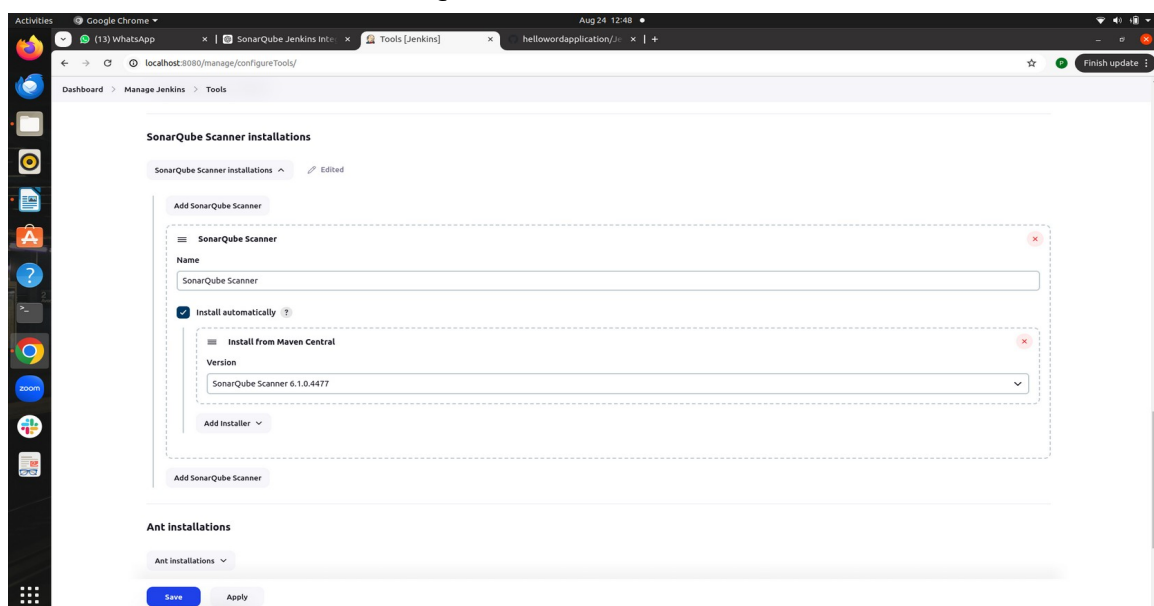 Activities Google Chrome Aug 24 12:48
(13) WhatsApp SonarQube Jenkins Inte Tools [Jenkins] hellowordapplication/Je
localhost:8080/manage/configureTools/ P Finish update
Dashboard > Manage Jenkins > Tools
SonarQube Scanner installations
SonarQube Scanner installations Edited
Add SonarQube Scanner
SonarQube Scanner
Name
SonarQube Scanner
Install automatically ?
Install from Maven Central
Version
SonarQube Scanner 6.1.0.4477
Add Installer
Add SonarQube Scanner
Ant installations
Ant installations
Save Apply
zoom